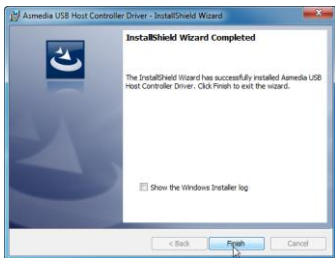 Asmedia USB Host Controller Driver - InstallShield Wizard
InstallShield Wizard Completed
The InstallShield Wizard has successfully installed Asmedia USB
Host Controller Driver. Click Finish to exit the wizard.
Show the Windows Installer log
< Back
Finish
Cancel